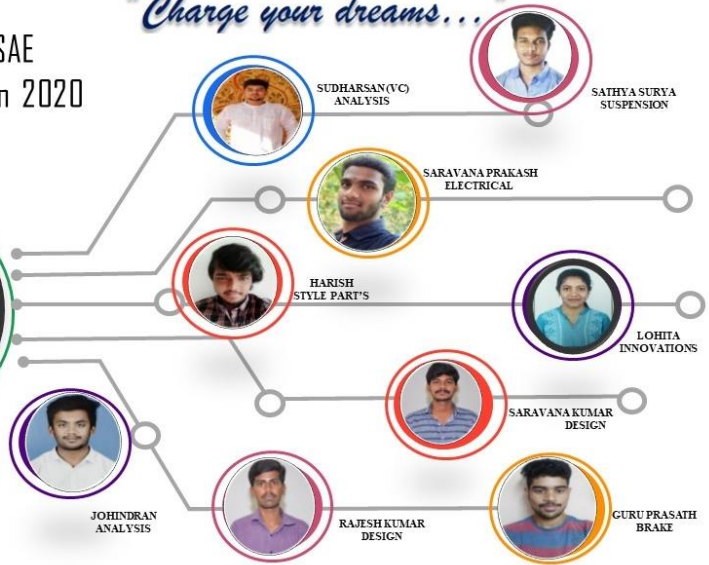 "Charge your dreams..."
SAE
2020
SUDHARSAN(VC)
ANALYSIS
SATHYA SURYA
SUSPENSION
SARAVANA PRAKASH
ELECTRICAL
HARISH
STYLE PART'S
LOHITA
INNOVATIONS
SARAVANA KUMAR
DESIGN
JOHINDRAN
ANALYSIS
RAJESH KUMAR
DESIGN
GURU PRASATH
BRAKE